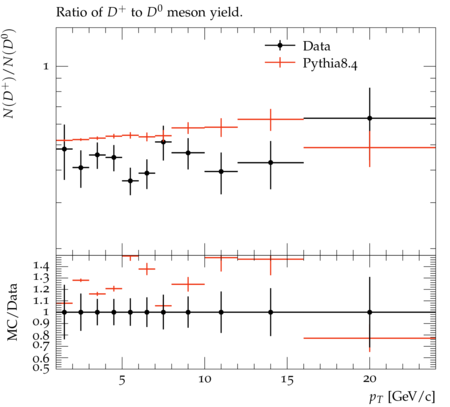 Ratio of D⁺ to D⁰ meson yield.
N(D⁺)/N(D⁰)
1
Data
Pythia8.4
MC/Data
1.4
1.3
1.2
1.1
1
0.9
0.8
0.7
0.6
0.5
5 10 15 20
p_T [GeV/c]